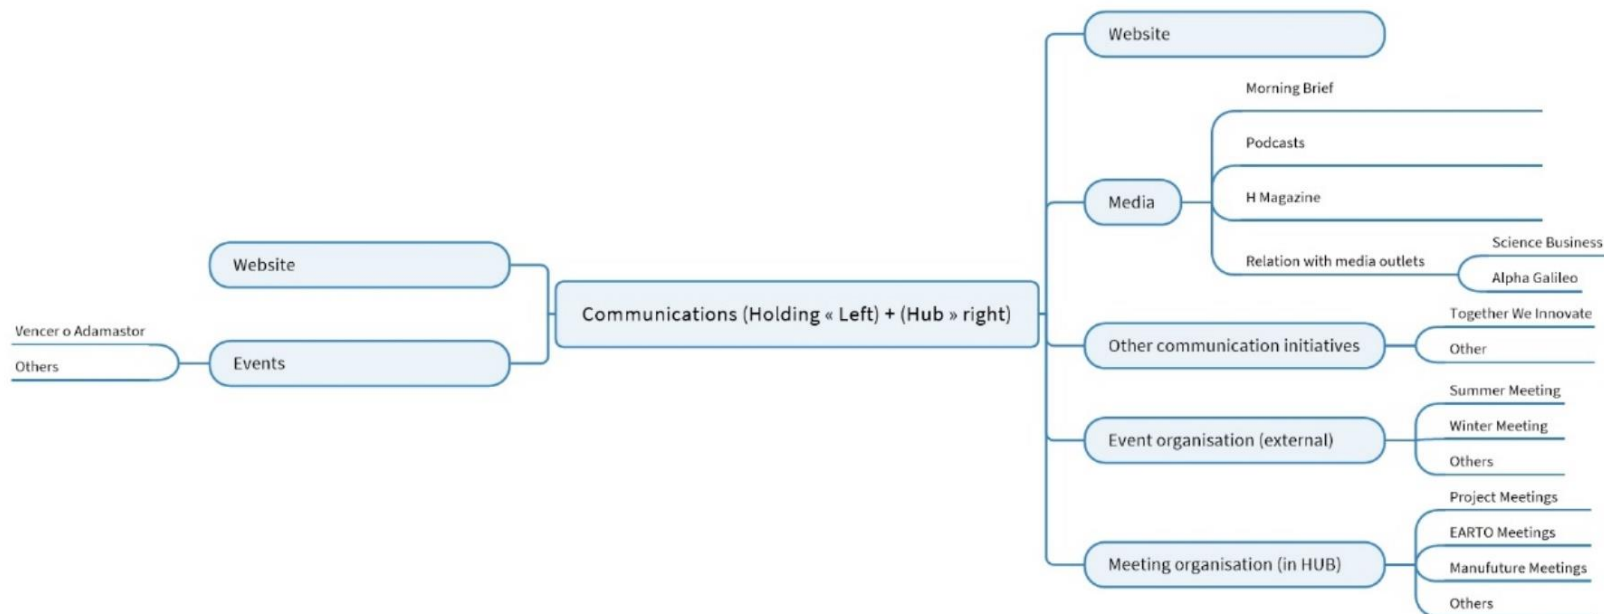 Website
Events
Vencer o Adamastor
Others
Communications (Holding « Left) + (Hub » right)
Website
Media
Morning Brief
Podcasts
H Magazine
Relation with media outlets
Science Business
Alpha Galileo
Other communication initiatives
Together We Innovate
Other
Event organisation (external)
Summer Meeting
Winter Meeting
Others
Meeting organisation (in HUB)
Project Meetings
EARTO Meetings
Manufuture Meetings
Others